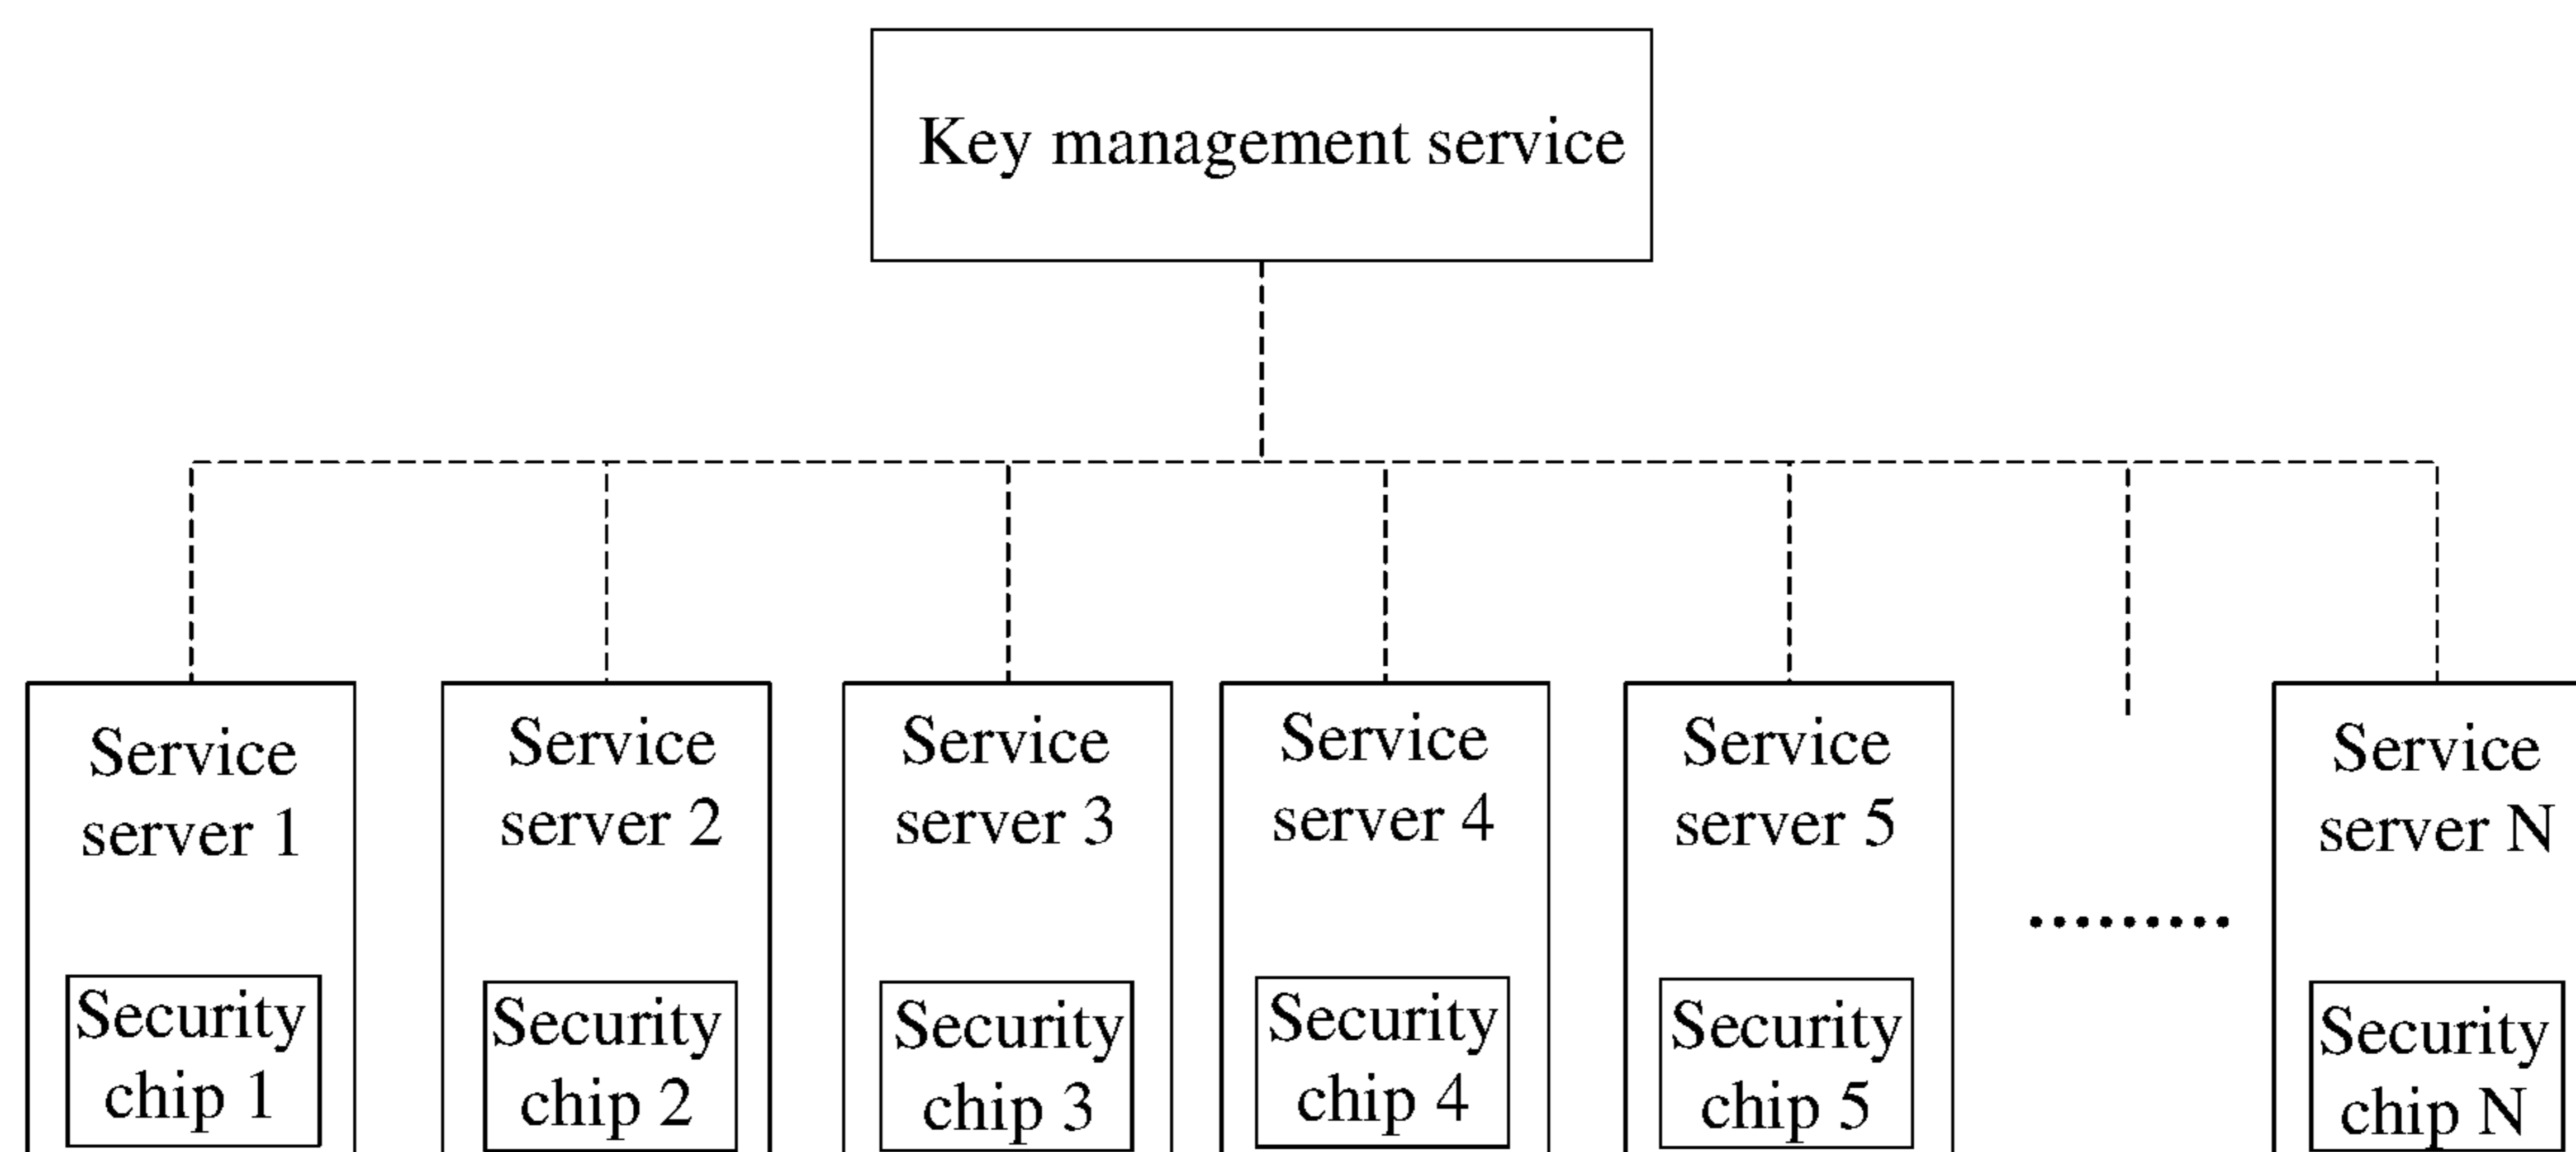 Key management service
Service
server 1
Security
chip 1
Service
server 2
Security
chip 2
Service
server 3
Security
chip 3
Service
server 4
Security
chip 4
Service
server 5
Security
chip 5
.........
Service
server N
Security
chip N